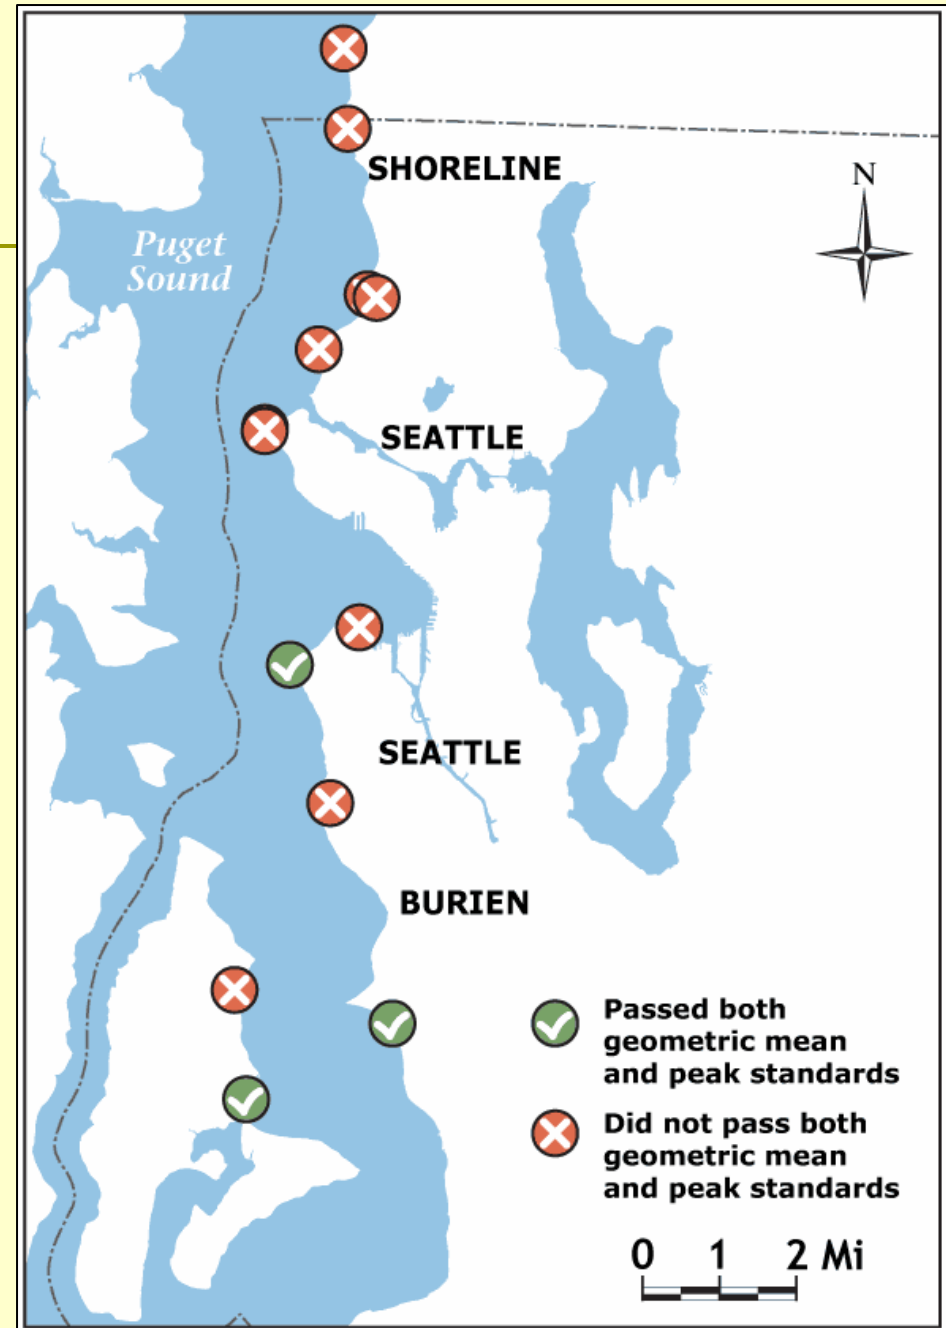 SHORELINE
N
Puget
Sound
SEATTLE
SEATTLE
BURIEN
Passed both
geometric mean
and peak standards
Did not pass both
geometric mean
and peak standards
0 1 2 Mi